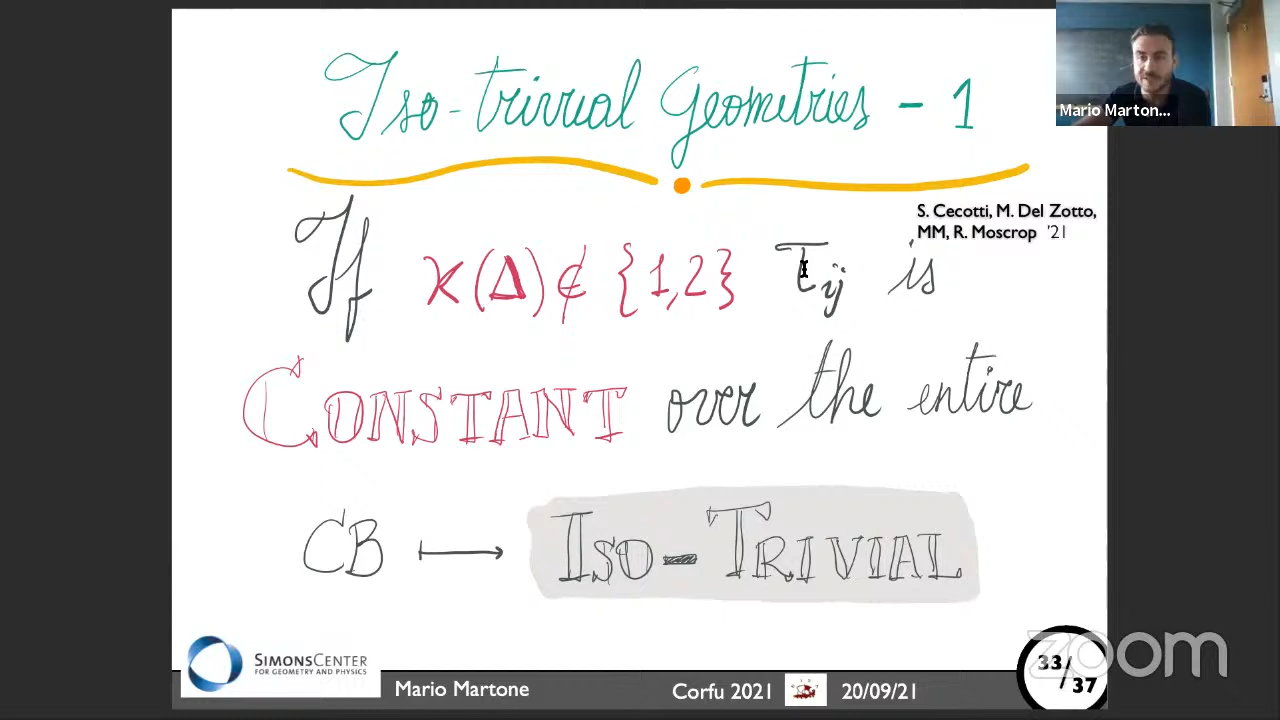 Iso-trivial Geometries - 1
Mario Marton...
S. Cecotti, M. Del Zotto,
MM, R. Moscrop '21
If ϰ(Δ) ∉ {1,2} τij is
CONSTANT over the entire
CB ⟼ ISO-TRIVIAL
SIMONSCENTER
FOR GEOMETRY AND PHYSICS
Mario Martone
Corfu 2021
20/09/21
33/
/37
zoom